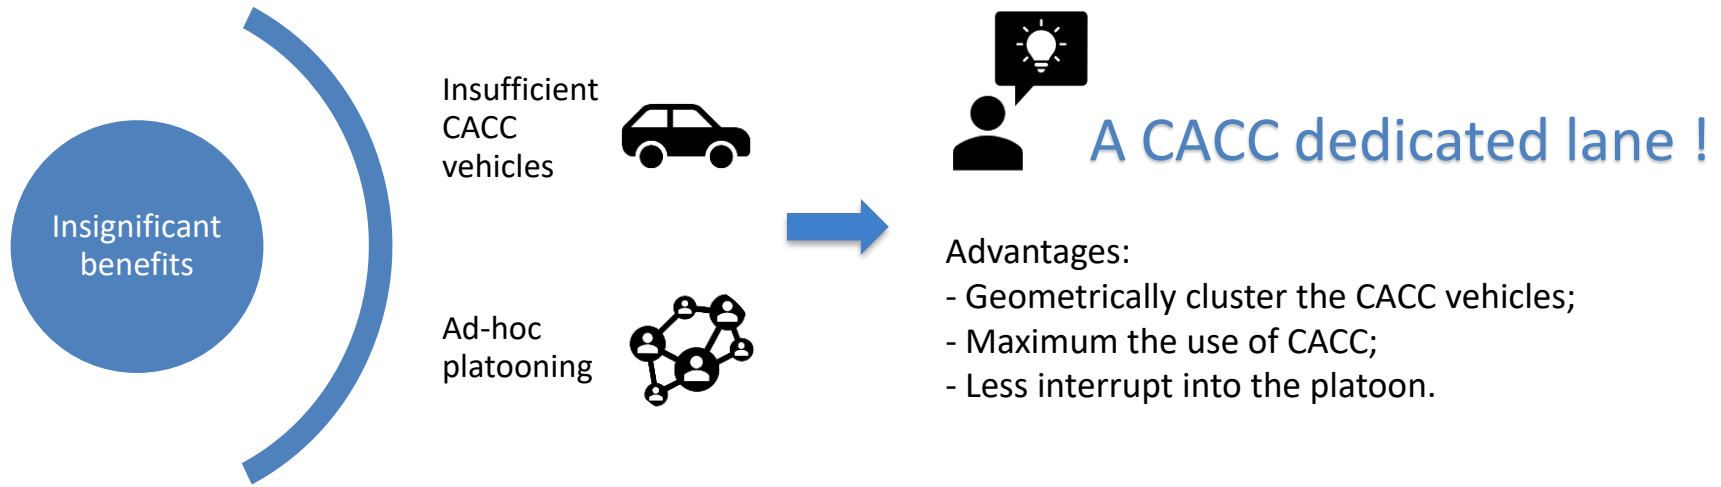 Insignificant
benefits
Insufficient
CACC
vehicles
Ad-hoc
platooning
A CACC dedicated lane !
Advantages:
- Geometrically cluster the CACC vehicles;
- Maximum the use of CACC;
- Less interrupt into the platoon.